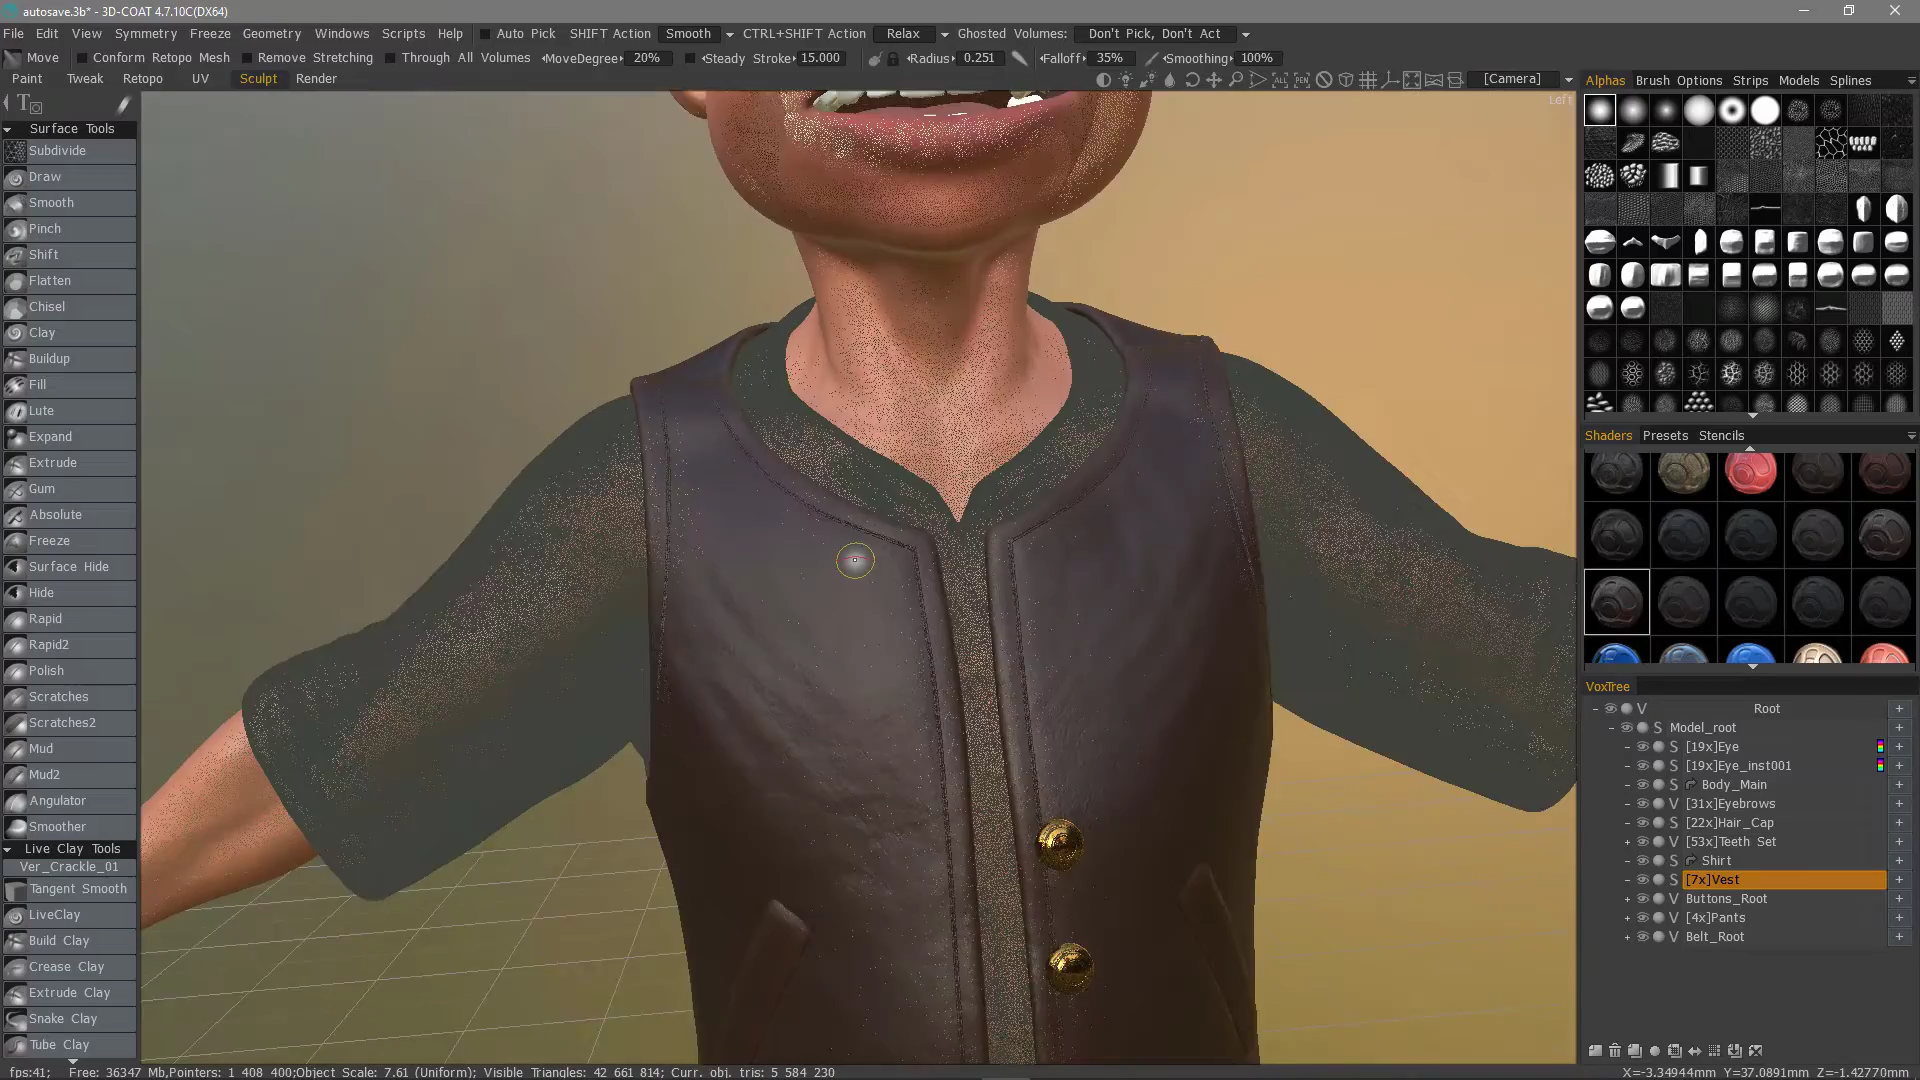 autosave.3b* - 3D-COAT 4.7.10C(DX64)
File Edit View Symmetry Freeze Geometry Windows Scripts Help Auto Pick SHIFT Action Smooth CTRL+SHIFT Action Relax Ghosted Volumes: Don't Pick, Don't Act
Move Conform Retopo Mesh Remove Stretching Through All Volumes MoveDegree 20% Steady Stroke 15.000 Radius 0.251 Falloff 35% Smoothing 100%
Paint Tweak Retopo UV Sculpt Render ALL PEN [Camera]
Left
Surface Tools
Subdivide
Draw
Smooth
Pinch
Shift
Flatten
Chisel
Clay
Buildup
Fill
Lute
Expand
Extrude
Gum
Absolute
Freeze
Surface Hide
Hide
Rapid
Rapid2
Polish
Scratches
Scratches2
Mud
Mud2
Angulator
Smoother
Live Clay Tools
Ver_Crackle_01
Tangent Smooth
LiveClay
Build Clay
Crease Clay
Extrude Clay
Snake Clay
Tube Clay
Alphas Brush Options Strips Models Splines
Shaders Presets Stencils
VoxTree
- V Root +
- S Model_root +
- S [19x]Eye +
- S [19x]Eye_inst001 +
- S Body_Main +
- V [31x]Eyebrows +
- S [22x]Hair_Cap +
+ V [53x]Teeth Set +
- S Shirt +
- S [7x]Vest +
+ V Buttons_Root +
+ V [4x]Pants +
+ V Belt_Root +
fps:41; Free: 36347 Mb,Pointers: 1 408 400;Object Scale: 7.61 (Uniform); Visible Triangles: 42 661 814; Curr. obj. tris: 5 584 230
X=-3.34944mm Y=37.0891mm Z=-1.42770mm